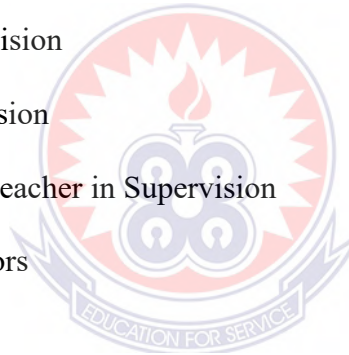 ision
sion
eacher in Supervision
ors
EDUCATION FOR SERVICE